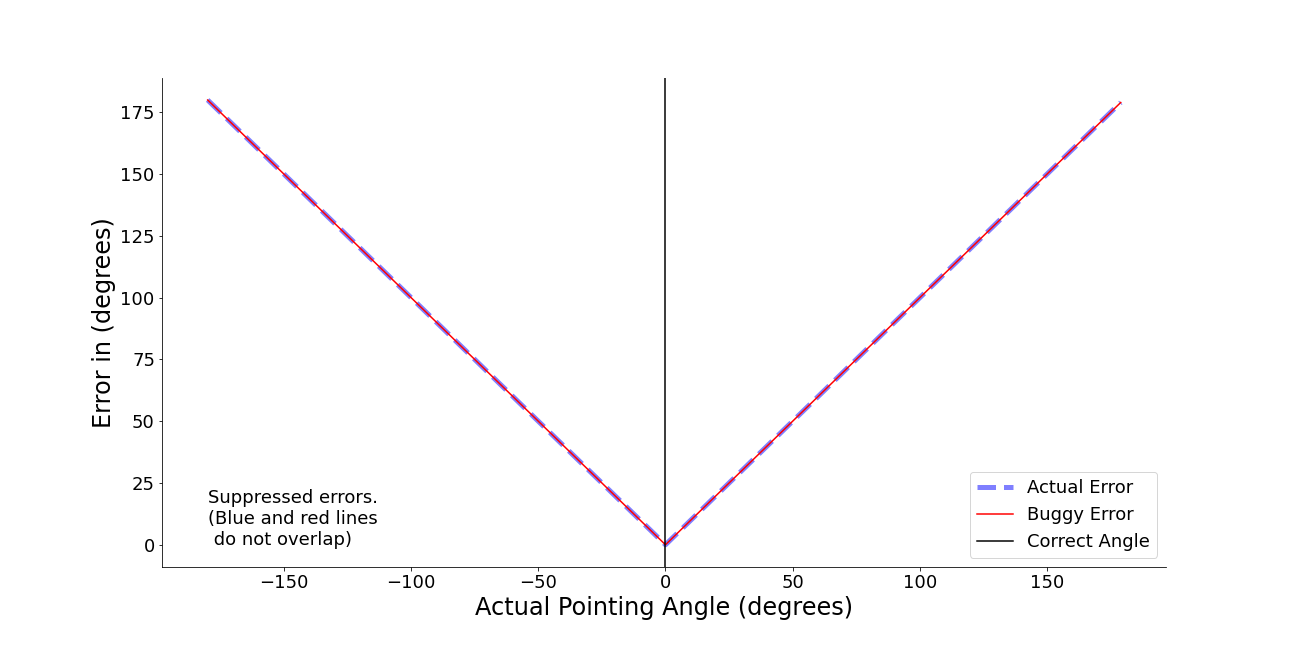 175
150
125
100
75
50
25
0
Error in (degrees)
Suppressed errors.
(Blue and red lines
do not overlap)
Actual Error
Buggy Error
Correct Angle
−150
−100
−50
0
50
100
150
Actual Pointing Angle (degrees)